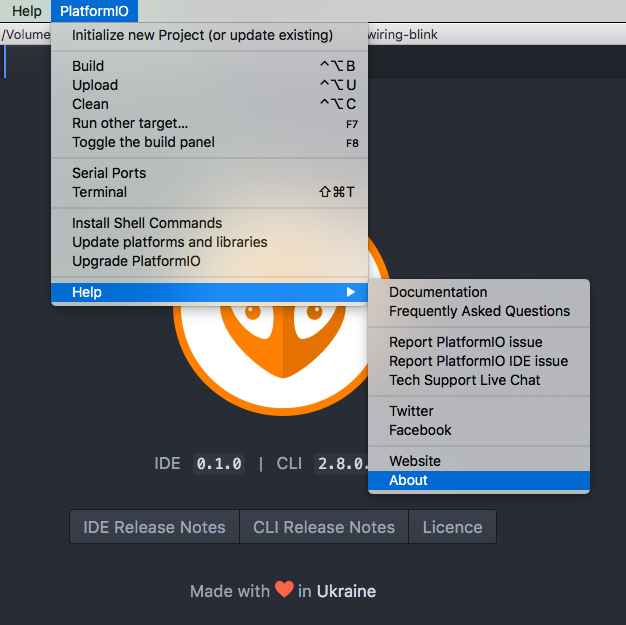 Help PlatformIO
/Volume wiring-blink
Initialize new Project (or update existing)
Build ^⌥B
Upload ^⌥U
Clean ^⌥C
Run other target... F7
Toggle the build panel F8
Serial Ports
Terminal ⇧⌘T
Install Shell Commands
Update platforms and libraries
Upgrade PlatformIO
Help ▶
Documentation
Frequently Asked Questions
Report PlatformIO issue
Report PlatformIO IDE issue
Tech Support Live Chat
Twitter
Facebook
Website
About
IDE 0.1.0 | CLI 2.8.0.
IDE Release Notes CLI Release Notes Licence
Made with ❤ in Ukraine